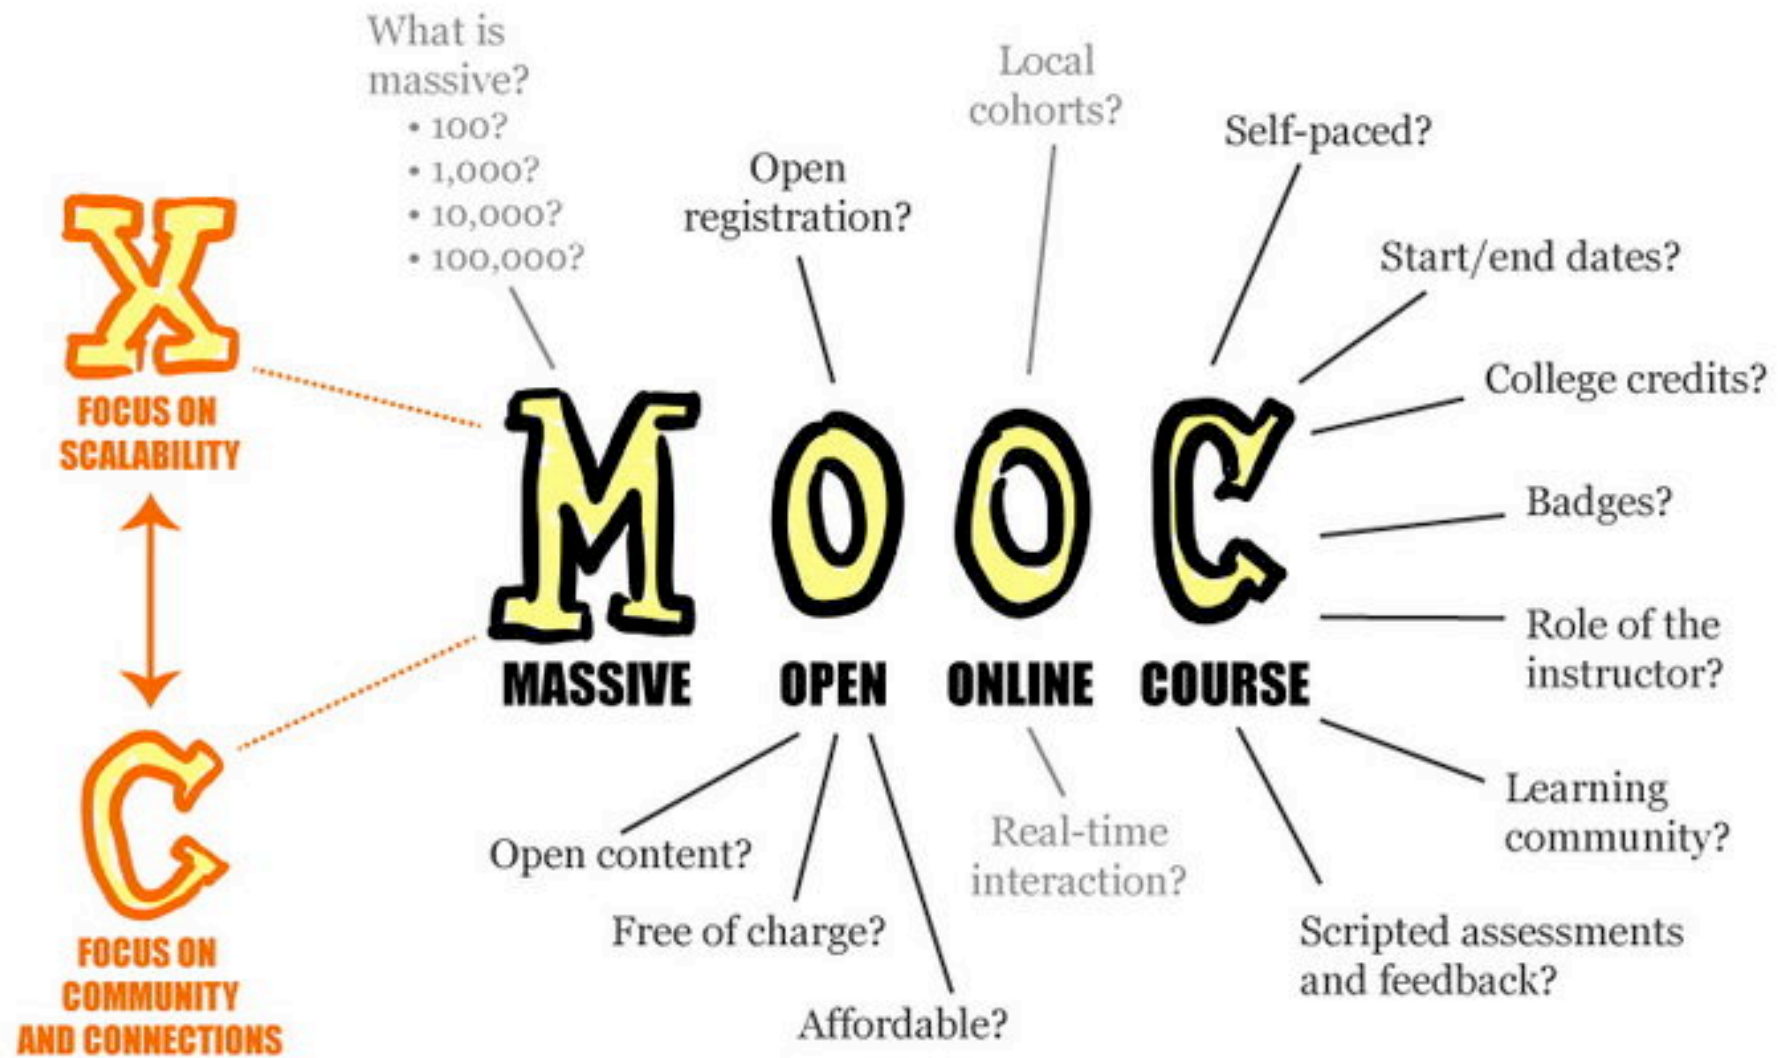 What is
massive?
• 100?
• 1,000?
• 10,000?
• 100,000?
Open
registration?
Local
cohorts?
Self-paced?
Start/end dates?
College credits?
Badges?
Role of the
instructor?
Learning
community?
Scripted assessments
and feedback?
X
FOCUS ON
SCALABILITY
C
FOCUS ON
COMMUNITY
AND CONNECTIONS
M O O C
MASSIVE OPEN ONLINE COURSE
Open content?
Free of charge?
Affordable?
Real-time
interaction?